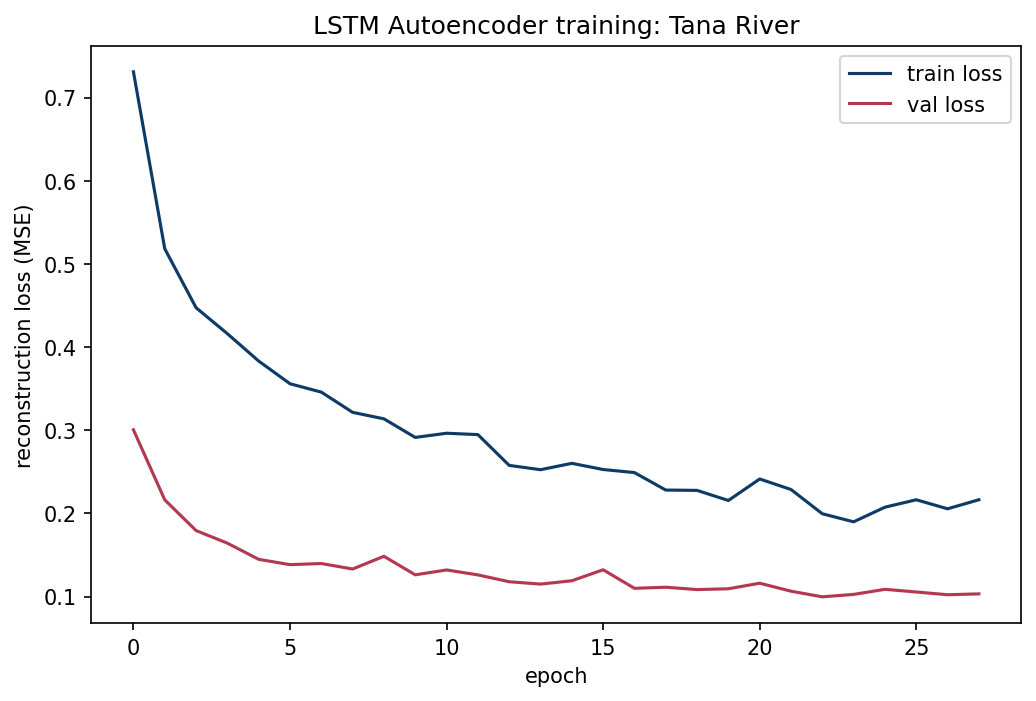 LSTM Autoencoder training: Tana River
train loss
val loss
0.7
0.6
0.5
0.4
0.3
0.2
0.1
reconstruction loss (MSE)
0 5 10 15 20 25
epoch